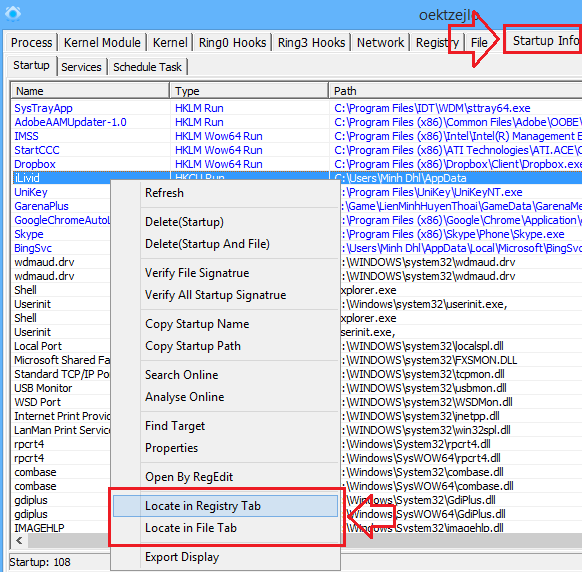 oektzejlo
Process Kernel Module Kernel Ring0 Hooks Ring3 Hooks Network Registry File Startup Info
Startup Services Schedule Task
Name Type Path
SysTrayApp HKLM Run C:\Program Files\IDT\WDM\sttray64.exe
AdobeAAMUpdater-1.0 HKLM Run C:\Program Files (x86)\Common Files\Adobe\OOBE\
IMSS HKLM Wow64 Run C:\Program Files (x86)\Intel\Intel(R) Management E
StartCCC HKLM Wow64 Run C:\Program Files (x86)\ATI Technologies\ATI.ACE\C
Dropbox HKLM Wow64 Run C:\Program Files (x86)\Dropbox\Client\Dropbox.exe
iLivid HKCU Run C:\Users\Minh Dhl\AppData
UniKey :\Program Files\UniKey\UniKeyNT.exe
GarenaPlus :\Game\LienMinhHuyenThoai\GameData\GarenaMe
GoogleChromeAutoL :\Program Files (x86)\Google\Chrome\Application\
Skype :\Program Files (x86)\Skype\Phone\Skype.exe
BingSvc :\Users\Minh Dhl\AppData\Local\Microsoft\BingSv
wdmaud.drv :\WINDOWS\system32\wdmaud.drv
wdmaud.drv :\WINDOWS\system32\wdmaud.drv
Shell xplorer.exe
Userinit :\Windows\system32\userinit.exe,
Shell xplorer.exe
Userinit serinit.exe,
Local Port :\WINDOWS\system32\localspl.dll
Microsoft Shared Fa :\WINDOWS\system32\FXSMON.DLL
Standard TCP/IP Po :\WINDOWS\system32\tcpmon.dll
USB Monitor :\WINDOWS\system32\usbmon.dll
WSD Port :\WINDOWS\system32\WSDMon.dll
Internet Print Provid :\WINDOWS\system32\inetpp.dll
LanMan Print Service :\WINDOWS\system32\win32spl.dll
rpcrt4 :\Windows\System32\rpcrt4.dll
rpcrt4 :\Windows\SysWOW64\rpcrt4.dll
combase :\Windows\System32\combase.dll
combase :\Windows\SysWOW64\combase.dll
gdiplus :\Windows\System32\GdiPlus.dll
gdiplus :\Windows\SysWOW64\GdiPlus.dll
IMAGEHLP :\Windows\System32\imagehlp.dll
Refresh
Delete(Startup)
Delete(Startup And File)
Verify File Signatrue
Verify All Startup Signatrue
Copy Startup Name
Copy Startup Path
Search Online
Analyse Online
Find Target
Properties
Open By RegEdit
Locate in Registry Tab
Locate in File Tab
Export Display
Startup: 108